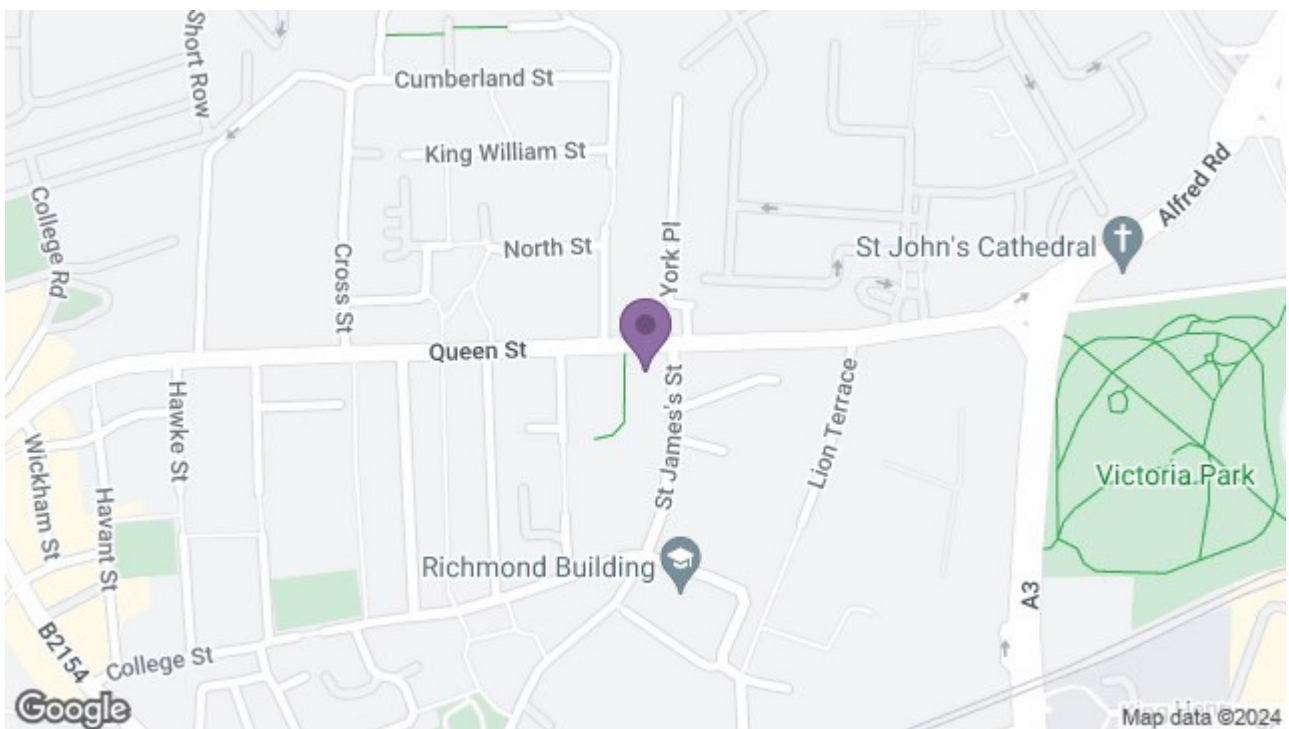 Short Row
Cumberland St
King William St
Alfred Rd
College Rd
North St
York Pl
St John's Cathedral
Cross St
Queen St
Hawke St
St James's St
Lion Terrace
Victoria Park
Wickham St
Havant St
Richmond Building
A3
B2154
College St
Google
Map data ©2024